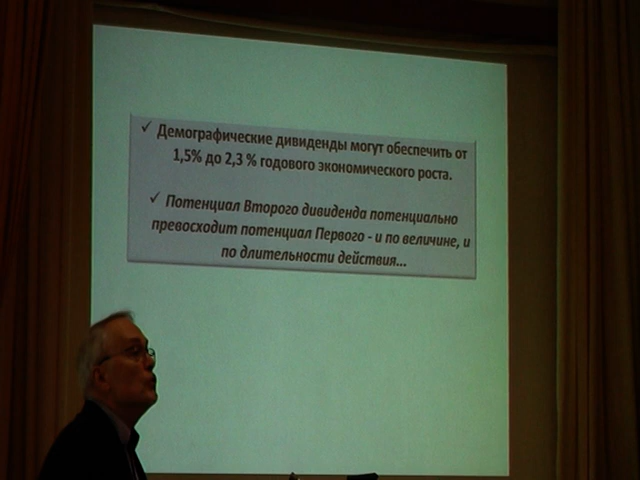 ✓ Демографические дивиденды могут обеспечить от
1,5% до 2,3 % годового экономического роста.
✓ Потенциал Второго дивиденда потенциально
превосходит потенциал Первого - и по величине, и
по длительности действия...